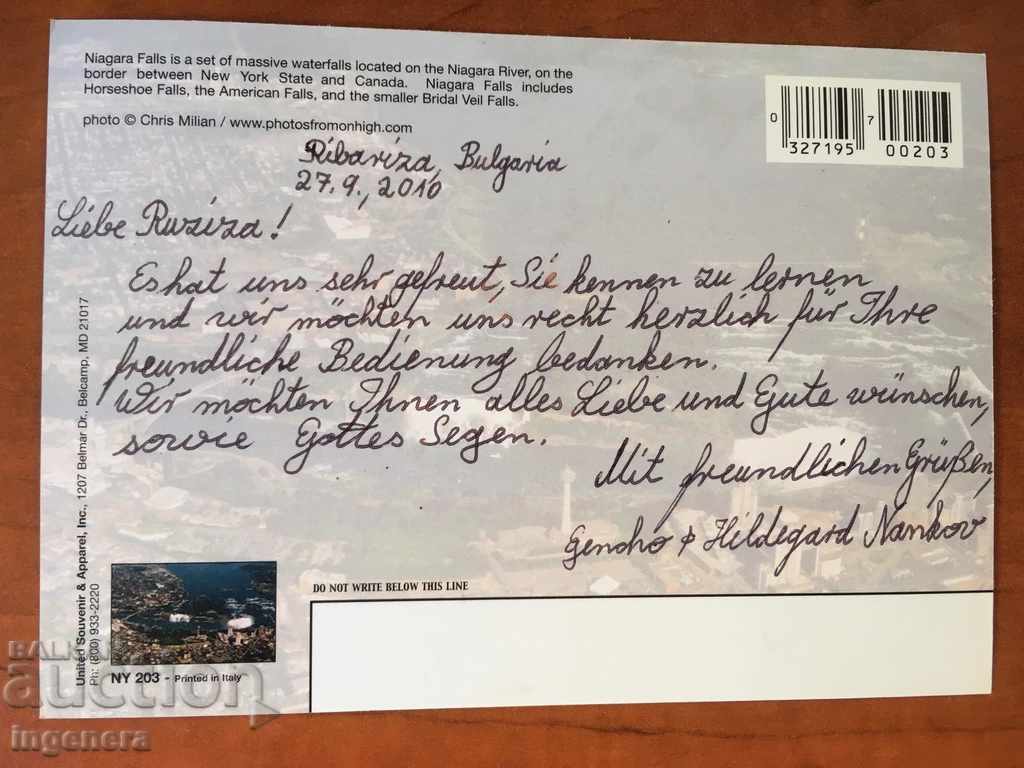 Niagara Falls is a set of massive waterfalls located on the Niagara River, on the
border between New York State and Canada. Niagara Falls includes
Horseshoe Falls, the American Falls, and the smaller Bridal Veil Falls.
photo © Chris Milian / www.photosfromonhigh.com
0 327195 7 00203
Ribariza, Bulgaria
27.9., 2010
Liebe Ruziza!
Es hat uns sehr gefreut, Sie kennen zu lernen
und wir möchten uns recht herzlich für Ihre
freundliche Bedienung bedanken.
Wir möchten Ihnen alles Liebe und Gute wünschen,
sowie Gottes Segen.
Mit freundlichen Grüßen,
Gencho & Hildegard Nankov
United Souvenir & Apparel, Inc., 1207 Belmar Dr., Belcamp, MD 21017
Ph: (800) 933-2220
DO NOT WRITE BELOW THIS LINE
NY 203 - Printed in Italy
BALKAN
auction
ingenera